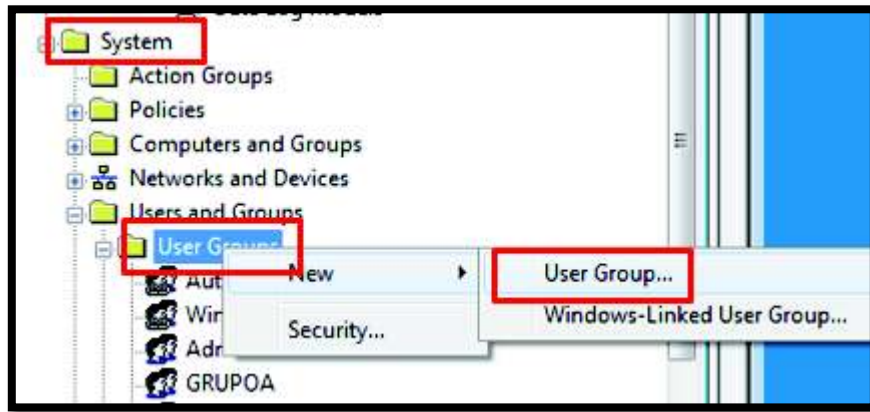 System
Action Groups
Policies
Computers and Groups
Networks and Devices
Users and Groups
User Groups
New
User Group...
Windows-Linked User Group...
Security...
GRUPOA